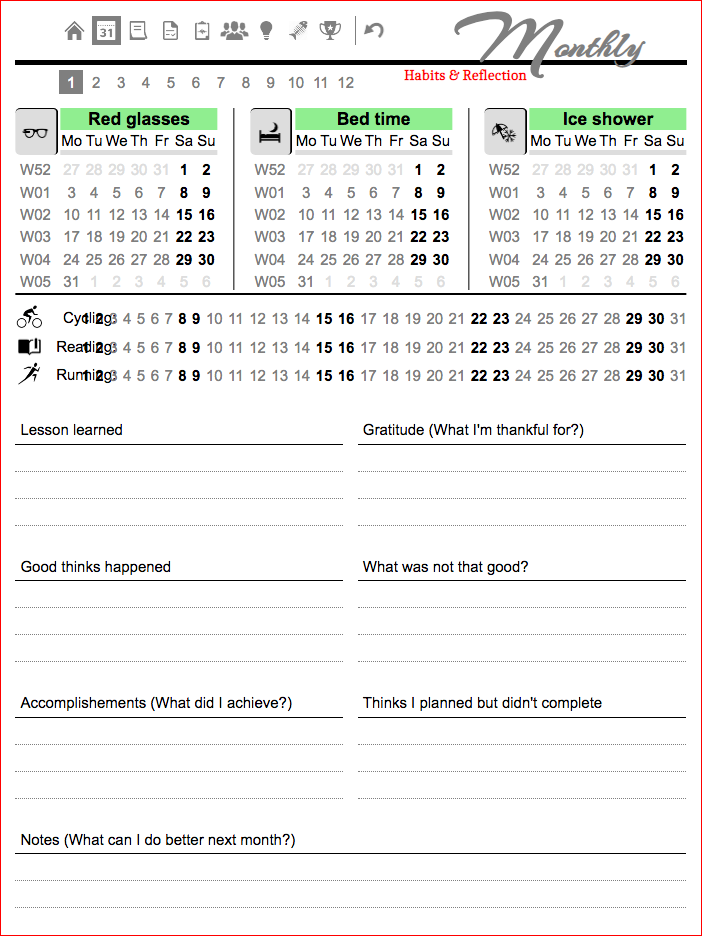 31
Monthly
Habits & Reflection
1 2 3 4 5 6 7 8 9 10 11 12
Red glasses
Mo Tu We Th Fr Sa Su
W52 27 28 29 30 31 1 2
W01 3 4 5 6 7 8 9
W02 10 11 12 13 14 15 16
W03 17 18 19 20 21 22 23
W04 24 25 26 27 28 29 30
W05 31 1 2 3 4 5 6
Bed time
Mo Tu We Th Fr Sa Su
W52 27 28 29 30 31 1 2
W01 3 4 5 6 7 8 9
W02 10 11 12 13 14 15 16
W03 17 18 19 20 21 22 23
W04 24 25 26 27 28 29 30
W05 31 1 2 3 4 5 6
Ice shower
Mo Tu We Th Fr Sa Su
W52 27 28 29 30 31 1 2
W01 3 4 5 6 7 8 9
W02 10 11 12 13 14 15 16
W03 17 18 19 20 21 22 23
W04 24 25 26 27 28 29 30
W05 31 1 2 3 4 5 6
Cycling: 1 2 3 4 5 6 7 8 9 10 11 12 13 14 15 16 17 18 19 20 21 22 23 24 25 26 27 28 29 30 31
Reading: 1 2 3 4 5 6 7 8 9 10 11 12 13 14 15 16 17 18 19 20 21 22 23 24 25 26 27 28 29 30 31
Running: 1 2 3 4 5 6 7 8 9 10 11 12 13 14 15 16 17 18 19 20 21 22 23 24 25 26 27 28 29 30 31
Lesson learned
Gratitude (What I'm thankful for?)
Good thinks happened
What was not that good?
Accomplishements (What did I achieve?)
Thinks I planned but didn't complete
Notes (What can I do better next month?)